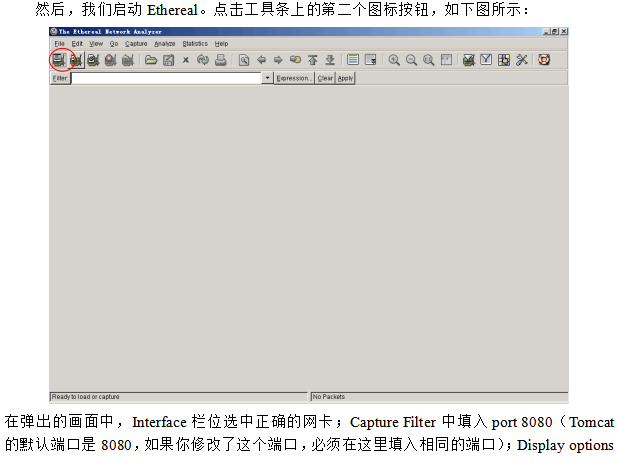 然后，我们启动 Ethereal。点击工具条上的第二个图标按钮，如下图所示：
The Ethereal Network Analyzer
File Edit View Go Capture Analyze Statistics Help
Filter: Expression... Clear Apply
Ready to load or capture No Packets
在弹出的画面中，Interface 栏位选中正确的网卡；Capture Filter 中填入 port 8080（Tomcat
的默认端口是 8080，如果你修改了这个端口，必须在这里填入相同的端口）；Display options